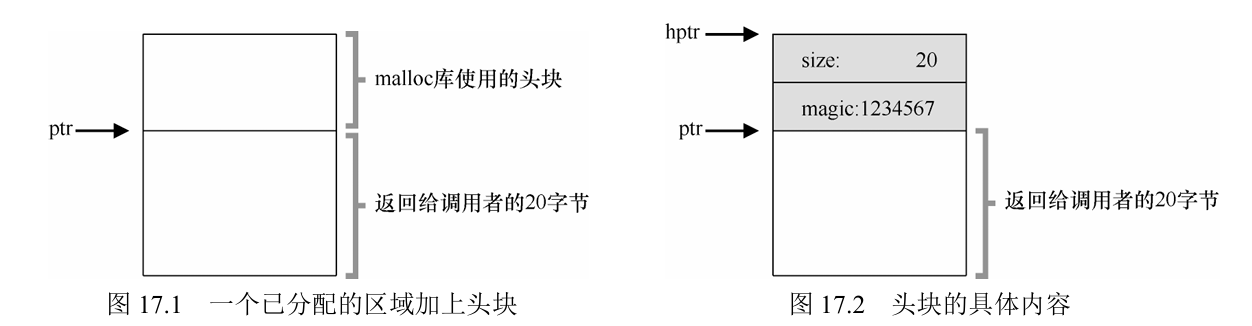 malloc库使用的头块
ptr
返回给调用者的20字节
图 17.1 一个已分配的区域加上头块
hptr
size: 20
magic:1234567
ptr
返回给调用者的20字节
图 17.2 头块的具体内容